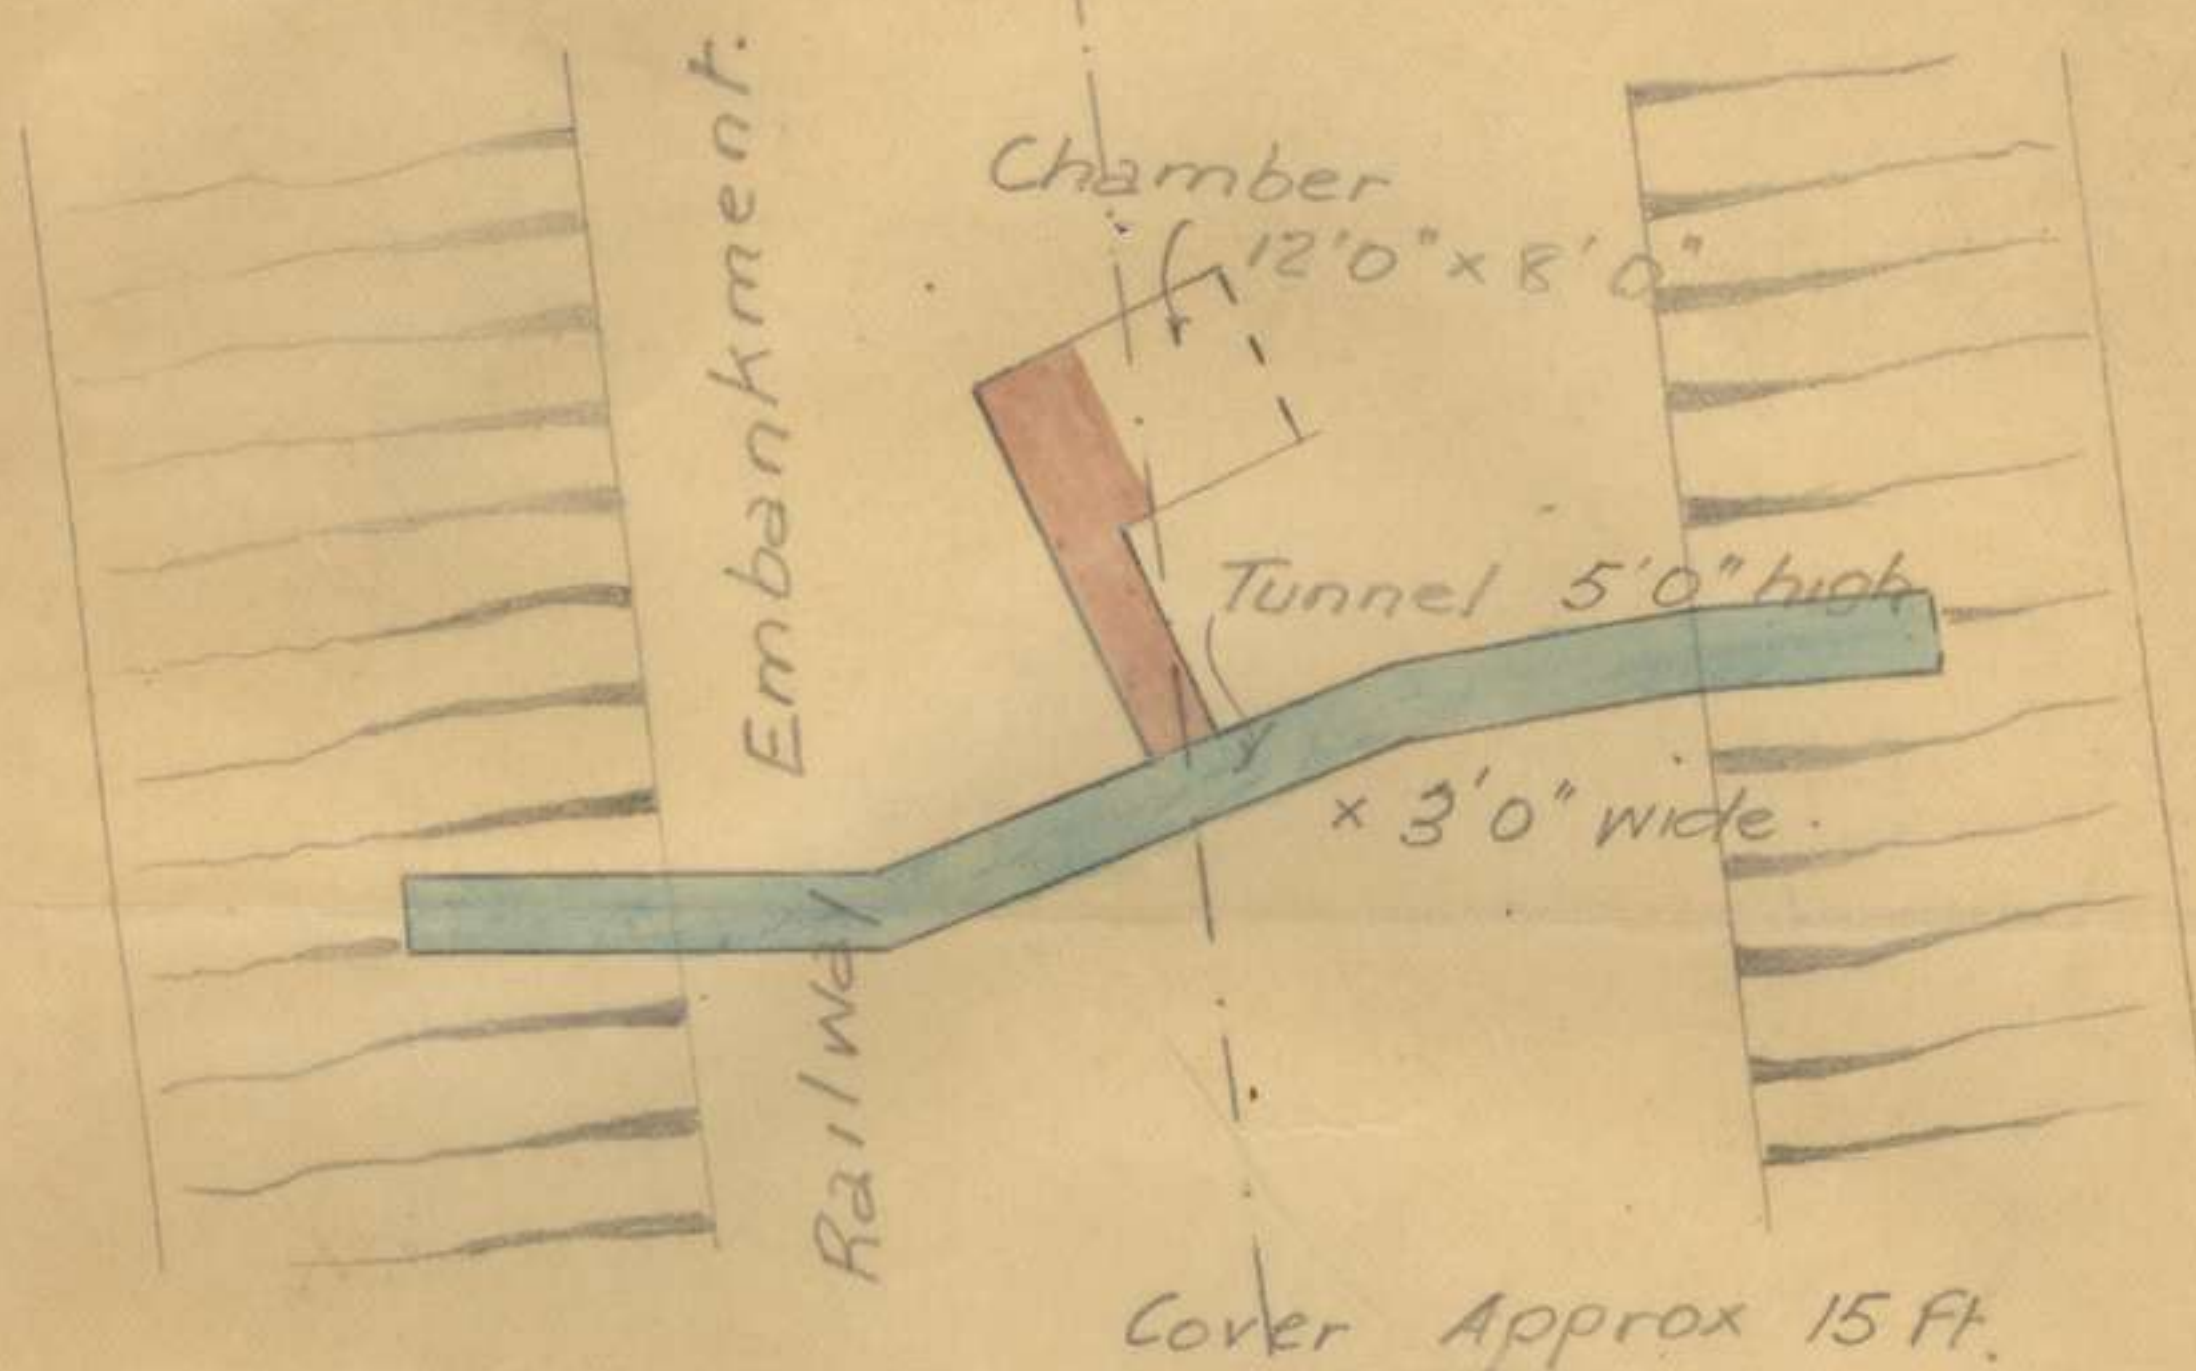 Railway Embankment.
Chamber
12'0" x 8'0"
Tunnel 5'0" high
x 3'0" wide.
Cover Approx 15 Ft.